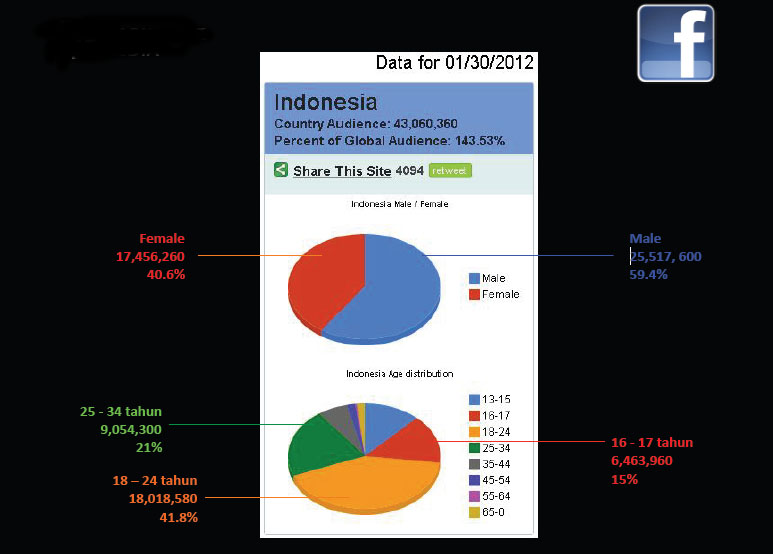 Data for 01/30/2012
Indonesia
Country Audience: 43,060,360
Percent of Global Audience: 143.53%
Share This Site 4094 retweet
Indonesia Male / Female
Female
17,456,260
40.6%
Male
25,517, 600
59.4%
Male
Female
Indonesia Age distribution
13-15
16-17
18-24
25-34
35-44
45-54
55-64
65-0
25 - 34 tahun
9,054,300
21%
18 – 24 tahun
18,018,580
41.8%
16 - 17 tahun
6,463,960
15%
f